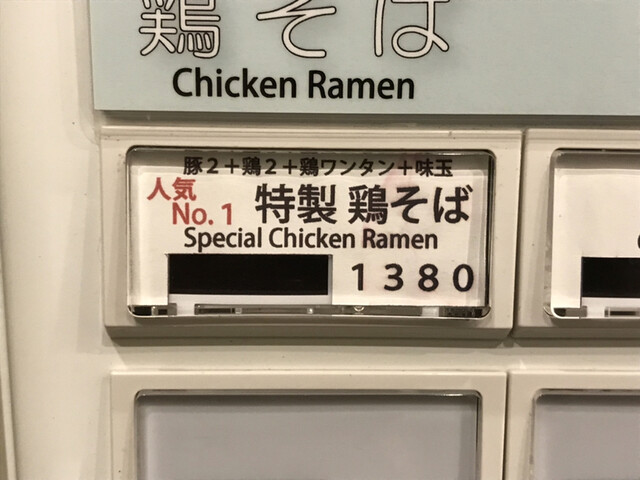 鶏そば
Chicken Ramen
豚2+鶏2+鶏ワンタン+味玉
人気
No.1
特製 鶏そば
Special Chicken Ramen
1380